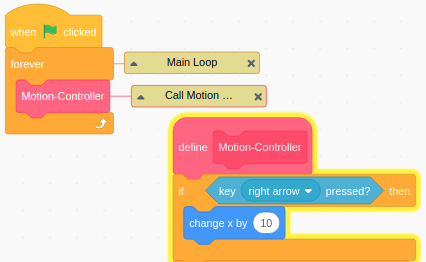 when clicked
forever
Main Loop
Motion-Controller
Call Motion ...
define Motion-Controller
if key right arrow pressed? then
change x by 10